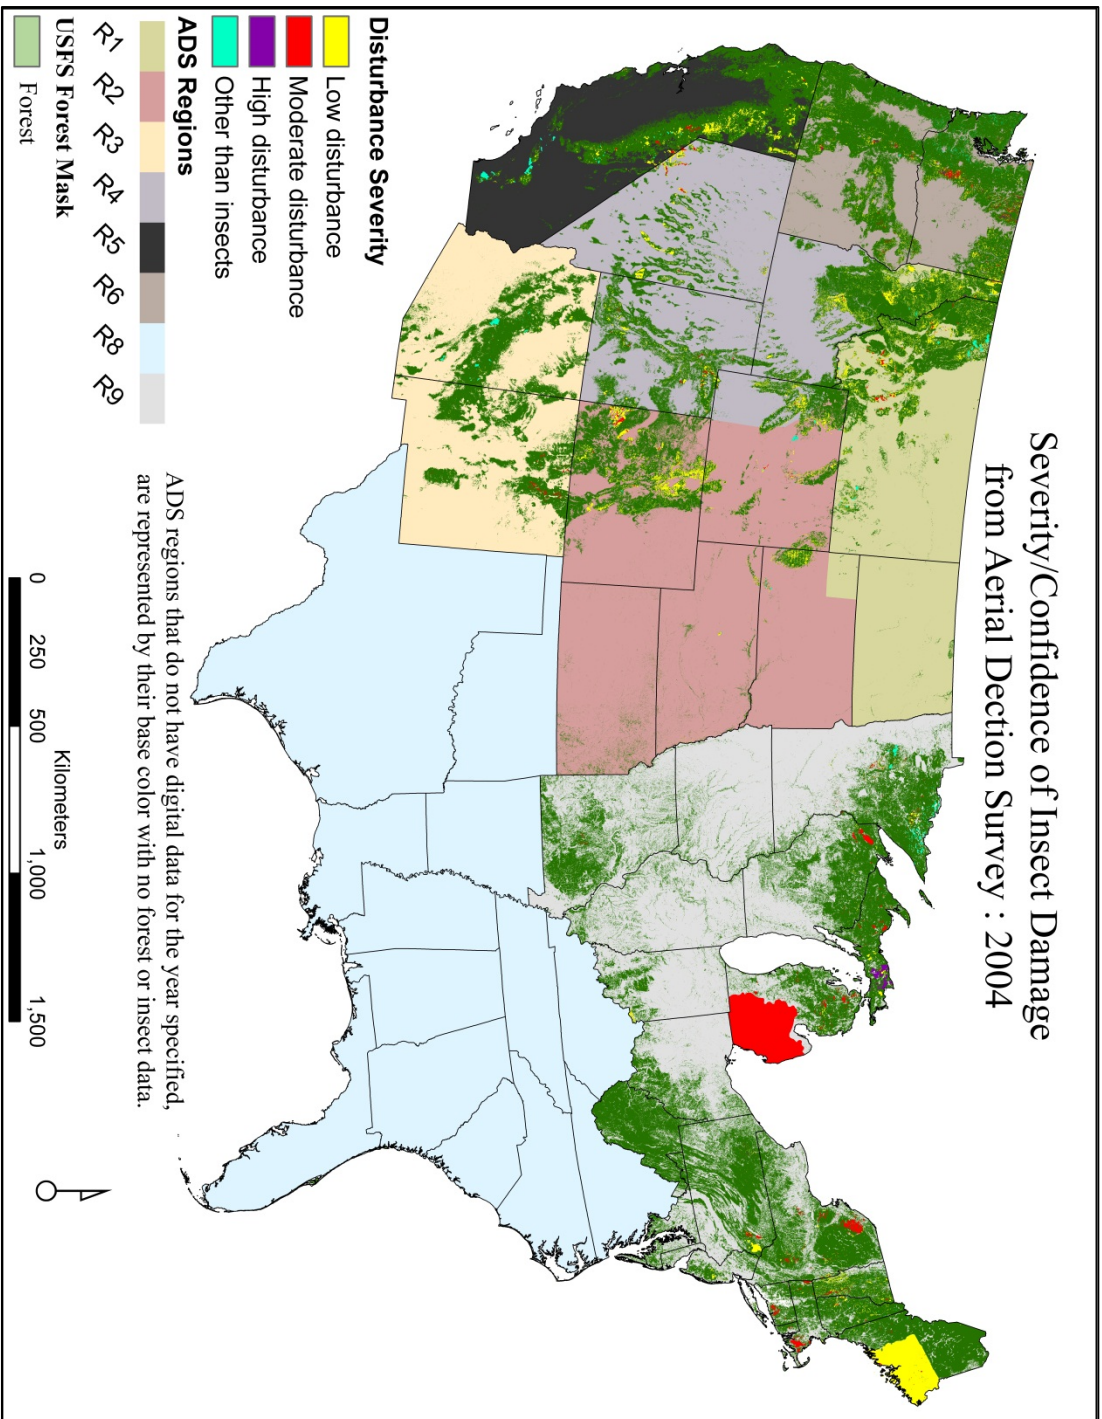 Severity/Confidence of Insect Damage
from Aerial Dection Survey : 2004
Disturbance Severity
Low disturbance
Moderate disturbance
High disturbance
Other than insects
ADS Regions
R1 R2 R3 R4 R5 R6 R8 R9
USFS Forest Mask
Forest
ADS regions that do not have digital data for the year specified,
are represented by their base color with no forest or insect data.
0 250 500 1,000 1,500
Kilometers